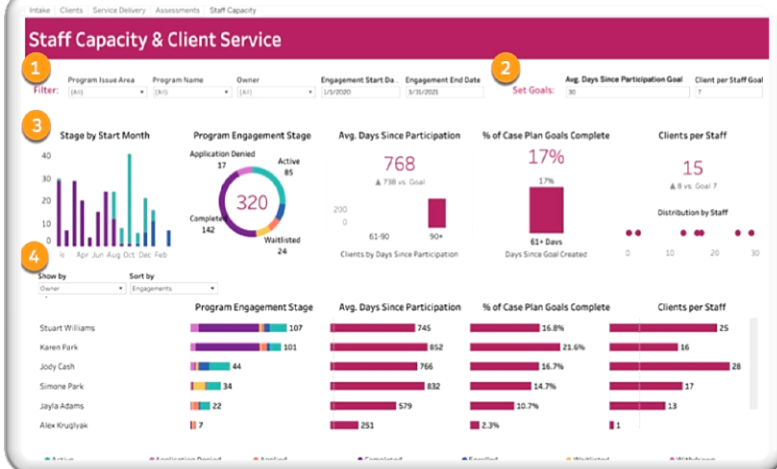 Intake Clients Service Delivery Assessments Staff Capacity
Staff Capacity & Client Service
1
2
Filter:
Program Issue Area Program Name Owner Engagement Start Da.. Engagement End Date
(All) (All) (All) 1/1/2020 3/31/2021
Set Goals:
Avg. Days Since Participation Goal Client per Staff Goal
30 7
3
Stage by Start Month
40
30
20
10
0
Apr Jun Aug Oct Dec Feb
Program Engagement Stage
Application Denied
17
Active
85
320
Completed
142
Waitlisted
24
Avg. Days Since Participation
768
▲ 738 vs. Goal
200
0
61-90 90+
Clients by Days Since Participation
% of Case Plan Goals Complete
17%
17%
61+ Days
Days Since Goal Created
Clients per Staff
15
▲ 8 vs. Goal 7
Distribution by Staff
0 10 20 30
4
Show by Sort by
Owner Engagements
Program Engagement Stage Avg. Days Since Participation % of Case Plan Goals Complete Clients per Staff
Stuart Williams 107 745 16.8% 25
Karen Park 101 852 21.6% 16
Jody Cash 44 766 16.7% 28
Simone Park 34 832 14.7% 17
Jayla Adams 22 579 10.7% 13
Alex Kruglyak 7 251 2.3% 1
Active Application Denied Applied Completed Enrolled Waitlisted Withdrawn